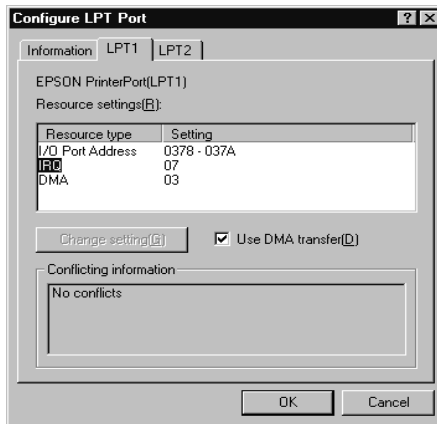 Configure LPT Port
Information LPT1 LPT2
EPSON PrinterPort(LPT1)
Resource settings(R):
Resource type Setting
I/O Port Address 0378 - 037A
IRQ 07
DMA 03
Change setting(G) Use DMA transfer(D)
Conflicting information
No conflicts
OK Cancel